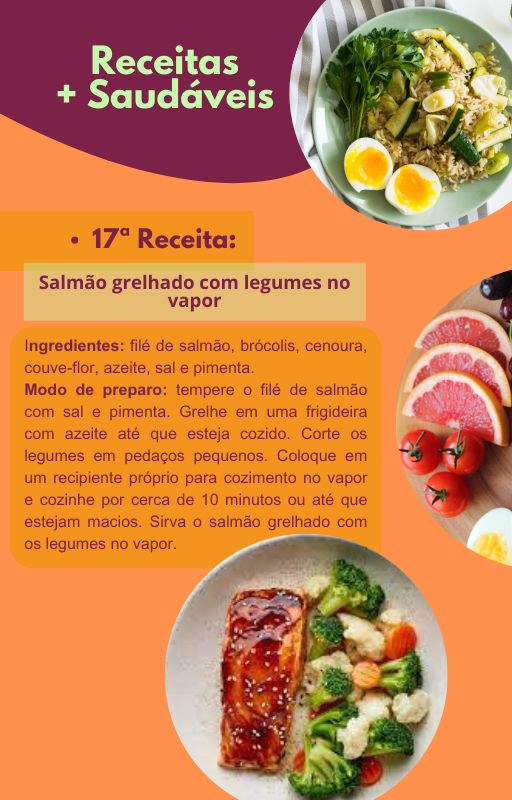 Receitas
+ Saudáveis
• 17ª Receita:
Salmão grelhado com legumes no
vapor
Ingredientes: filé de salmão, brócolis, cenoura,
couve-flor, azeite, sal e pimenta.
Modo de preparo: tempere o filé de salmão
com sal e pimenta. Grelhe em uma frigideira
com azeite até que esteja cozido. Corte os
legumes em pedaços pequenos. Coloque em
um recipiente próprio para cozimento no vapor
e cozinhe por cerca de 10 minutos ou até que
estejam macios. Sirva o salmão grelhado com
os legumes no vapor.